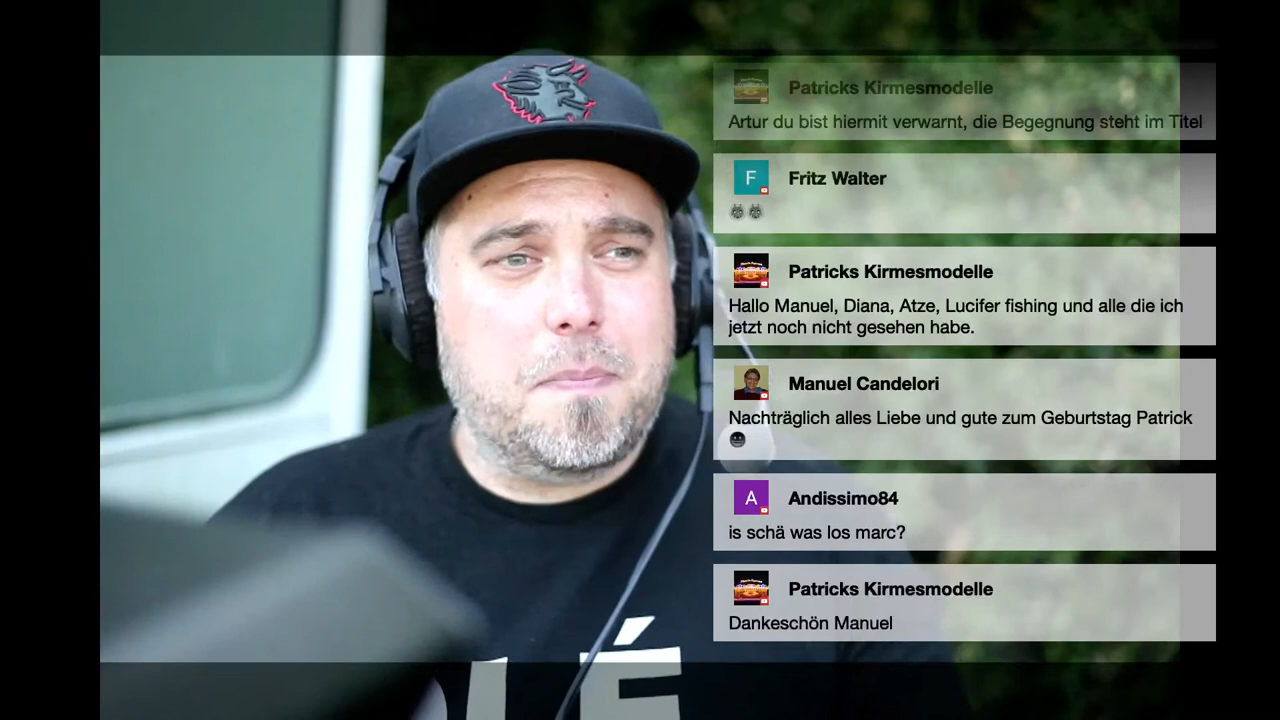 Patricks Kirmesmodelle
Artur du bist hiermit verwarnt, die Begegnung steht im Titel
F
Fritz Walter
Patricks Kirmesmodelle
Hallo Manuel, Diana, Atze, Lucifer fishing und alle die ich
jetzt noch nicht gesehen habe.
Manuel Candelori
Nachträglich alles Liebe und gute zum Geburtstag Patrick
A
Andissimo84
is schä was los marc?
Patricks Kirmesmodelle
Dankeschön Manuel
LÉ